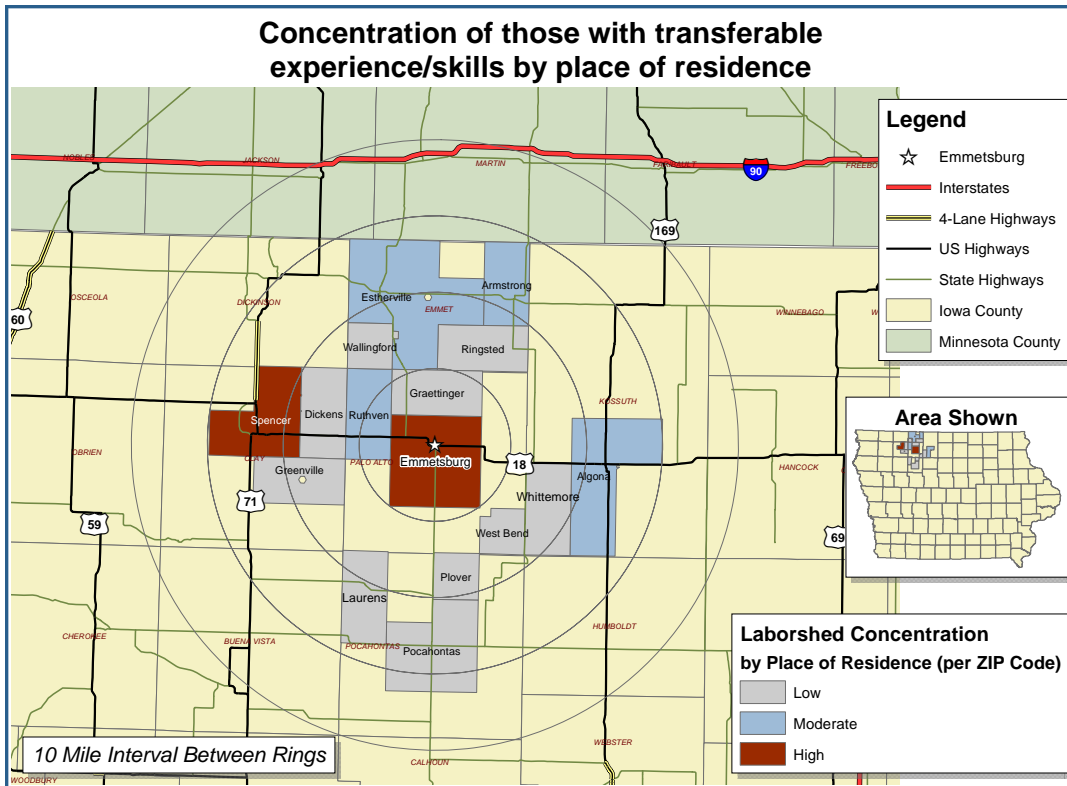 Concentration of those with transferable
experience/skills by place of residence
Legend
Emmetsburg
Interstates
4-Lane Highways
US Highways
State Highways
Iowa County
Minnesota County
NOBLES
JACKSON
MARTIN
FARIBAULT
FREEBO
90
169
OSCEOLA
DICKINSON
Estherville
EMMET
Armstrong
WINNEBAGO
W
60
Wallingford
Ringsted
Graettinger
KOSSUTH
Spencer
Dickens
Ruthven
Area Shown
OBRIEN
CLAY
PALO ALTO
Emmetsburg
18
HANCOCK
Greenville
Algona
Whittemore
71
59
West Bend
69
Plover
Laurens
CHEROKEE
BUENA VISTA
POCAHONTAS
Pocahontas
HUMBOLDT
Laborshed Concentration
by Place of Residence (per ZIP Code)
Low
Moderate
High
WEBSTER
10 Mile Interval Between Rings
CALHOUN
WOODBURY